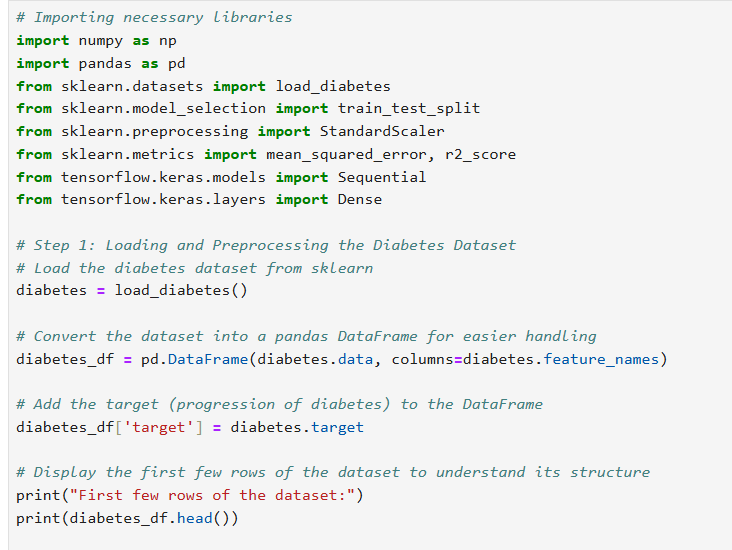 # Importing necessary libraries
import numpy as np
import pandas as pd
from sklearn.datasets import load_diabetes
from sklearn.model_selection import train_test_split
from sklearn.preprocessing import StandardScaler
from sklearn.metrics import mean_squared_error, r2_score
from tensorflow.keras.models import Sequential
from tensorflow.keras.layers import Dense
# Step 1: Loading and Preprocessing the Diabetes Dataset
# Load the diabetes dataset from sklearn
diabetes = load_diabetes()
# Convert the dataset into a pandas DataFrame for easier handling
diabetes_df = pd.DataFrame(diabetes.data, columns=diabetes.feature_names)
# Add the target (progression of diabetes) to the DataFrame
diabetes_df['target'] = diabetes.target
# Display the first few rows of the dataset to understand its structure
print("First few rows of the dataset:")
print(diabetes_df.head())